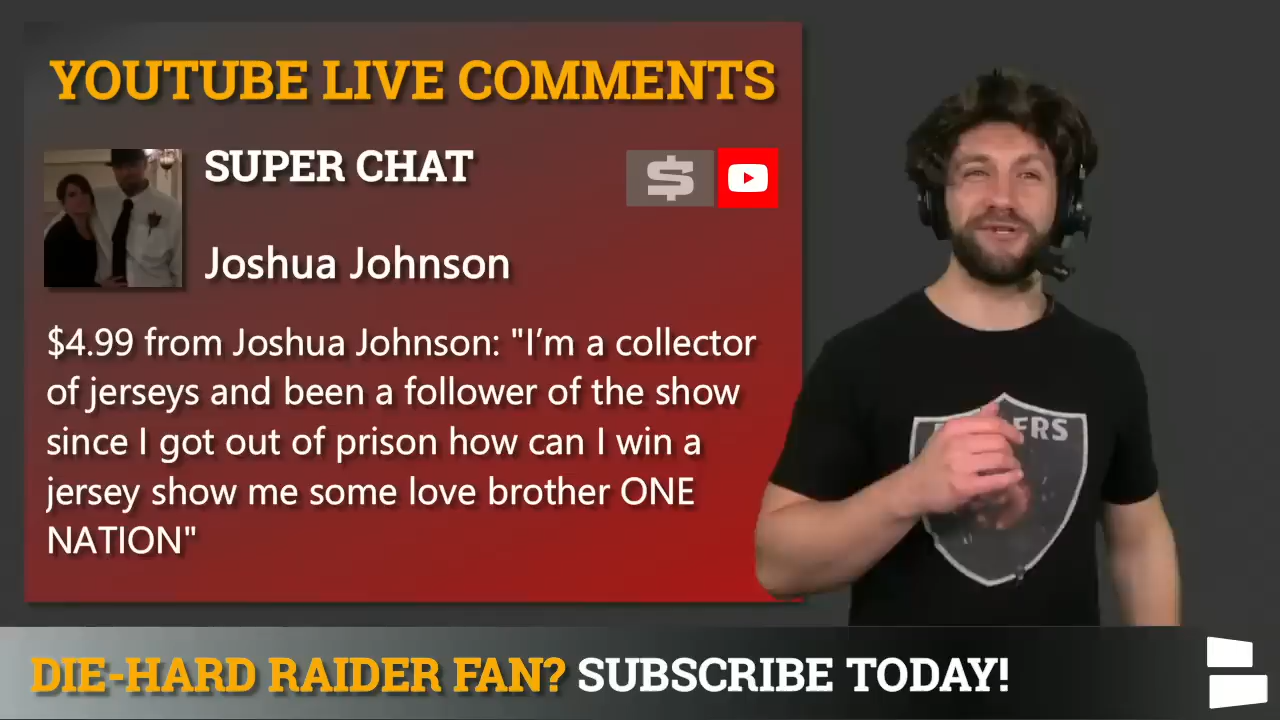 YOUTUBE LIVE COMMENTS
SUPER CHAT
$
Joshua Johnson
$4.99 from Joshua Johnson: "I’m a collector
of jerseys and been a follower of the show
since I got out of prison how can I win a
jersey show me some love brother ONE
NATION"
DIE-HARD RAIDER FAN? SUBSCRIBE TODAY!